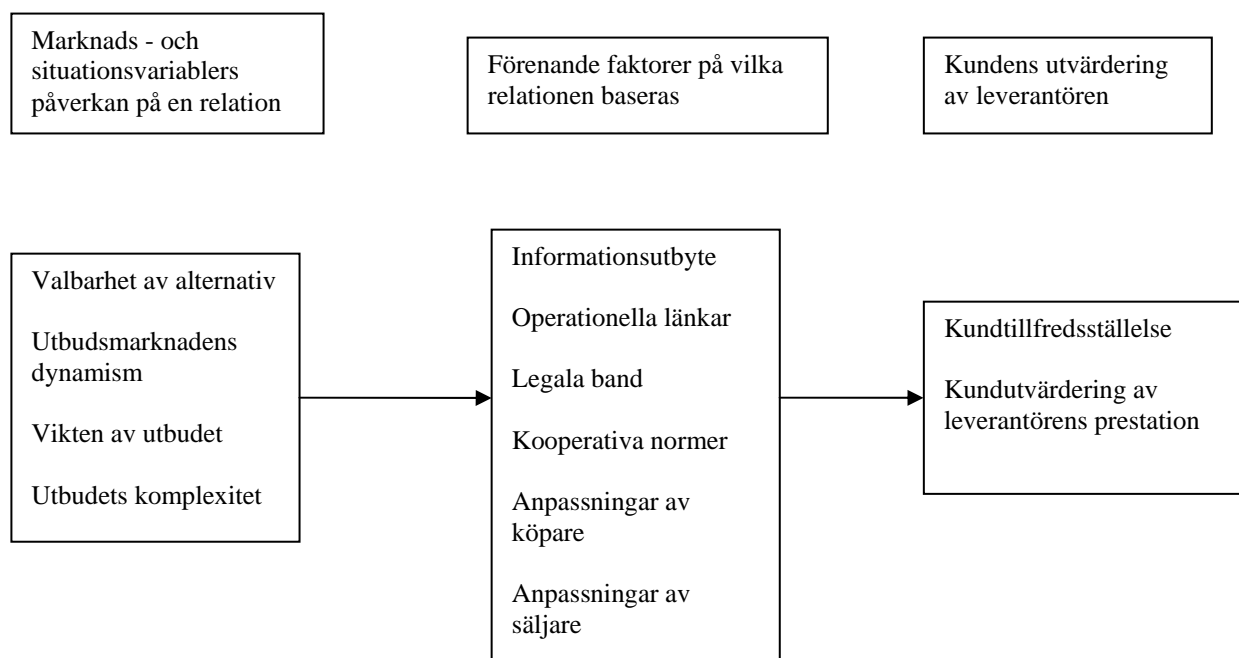 Marknads - och
situationsvariablers
påverkan på en relation
Förenande faktorer på vilka
relationen baseras
Kundens utvärdering
av leverantören
Valbarhet av alternativ
Utbudsmarknadens
dynamism
Vikten av utbudet
Utbudets komplexitet
Informationsutbyte
Operationella länkar
Legala band
Kooperativa normer
Anpassningar av
köpare
Anpassningar av
säljare
Kundtillfredsställelse
Kundutvärdering av
leverantörens prestation